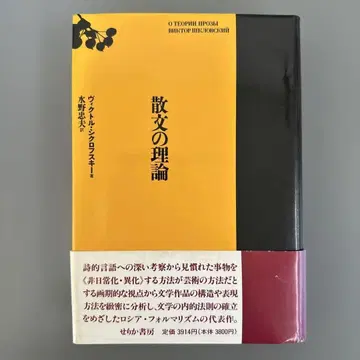 О ТЕОРИИ ПРОЗЫ
ВИКТОР ШКЛОВСКИЙ
散文の理論
ヴィクトル・シクロフスキー 著
水野忠夫 訳
詩的言語への深い考察から見慣れた事物を
《非日常化・異化》する方法が芸術の方法だと
する画期的な視点から文学作品の構造や表現
方法を緻密に分析し、文学の内的法則の確立
をめざしたロシア・フォルマリズムの代表作。
せりか書房
定価 3914円(本体 3800円)